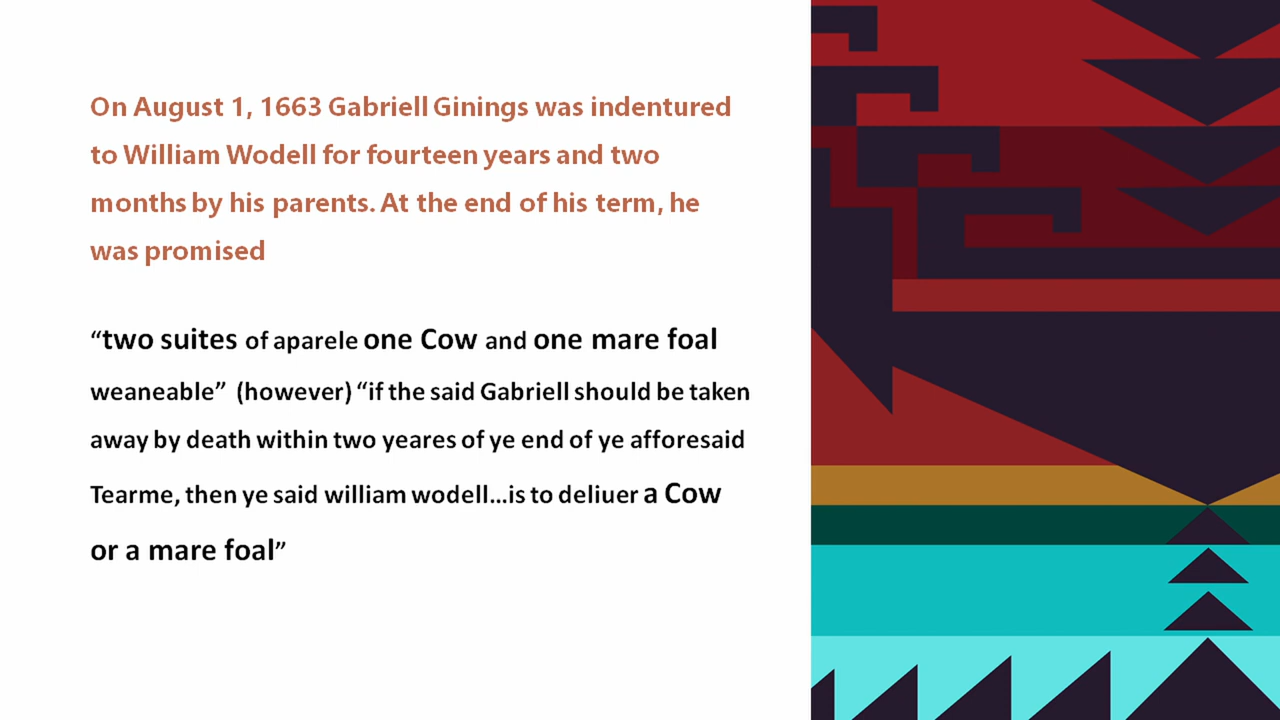 On August 1, 1663 Gabriell Ginings was indentured
to William Wodell for fourteen years and two
months by his parents. At the end of his term, he
was promised
“two suites of aparele one Cow and one mare foal
weaneable” (however) “if the said Gabriell should be taken
away by death within two yeares of ye end of ye afforesaid
Tearme, then ye said william wodell…is to deliuer a Cow
or a mare foal”